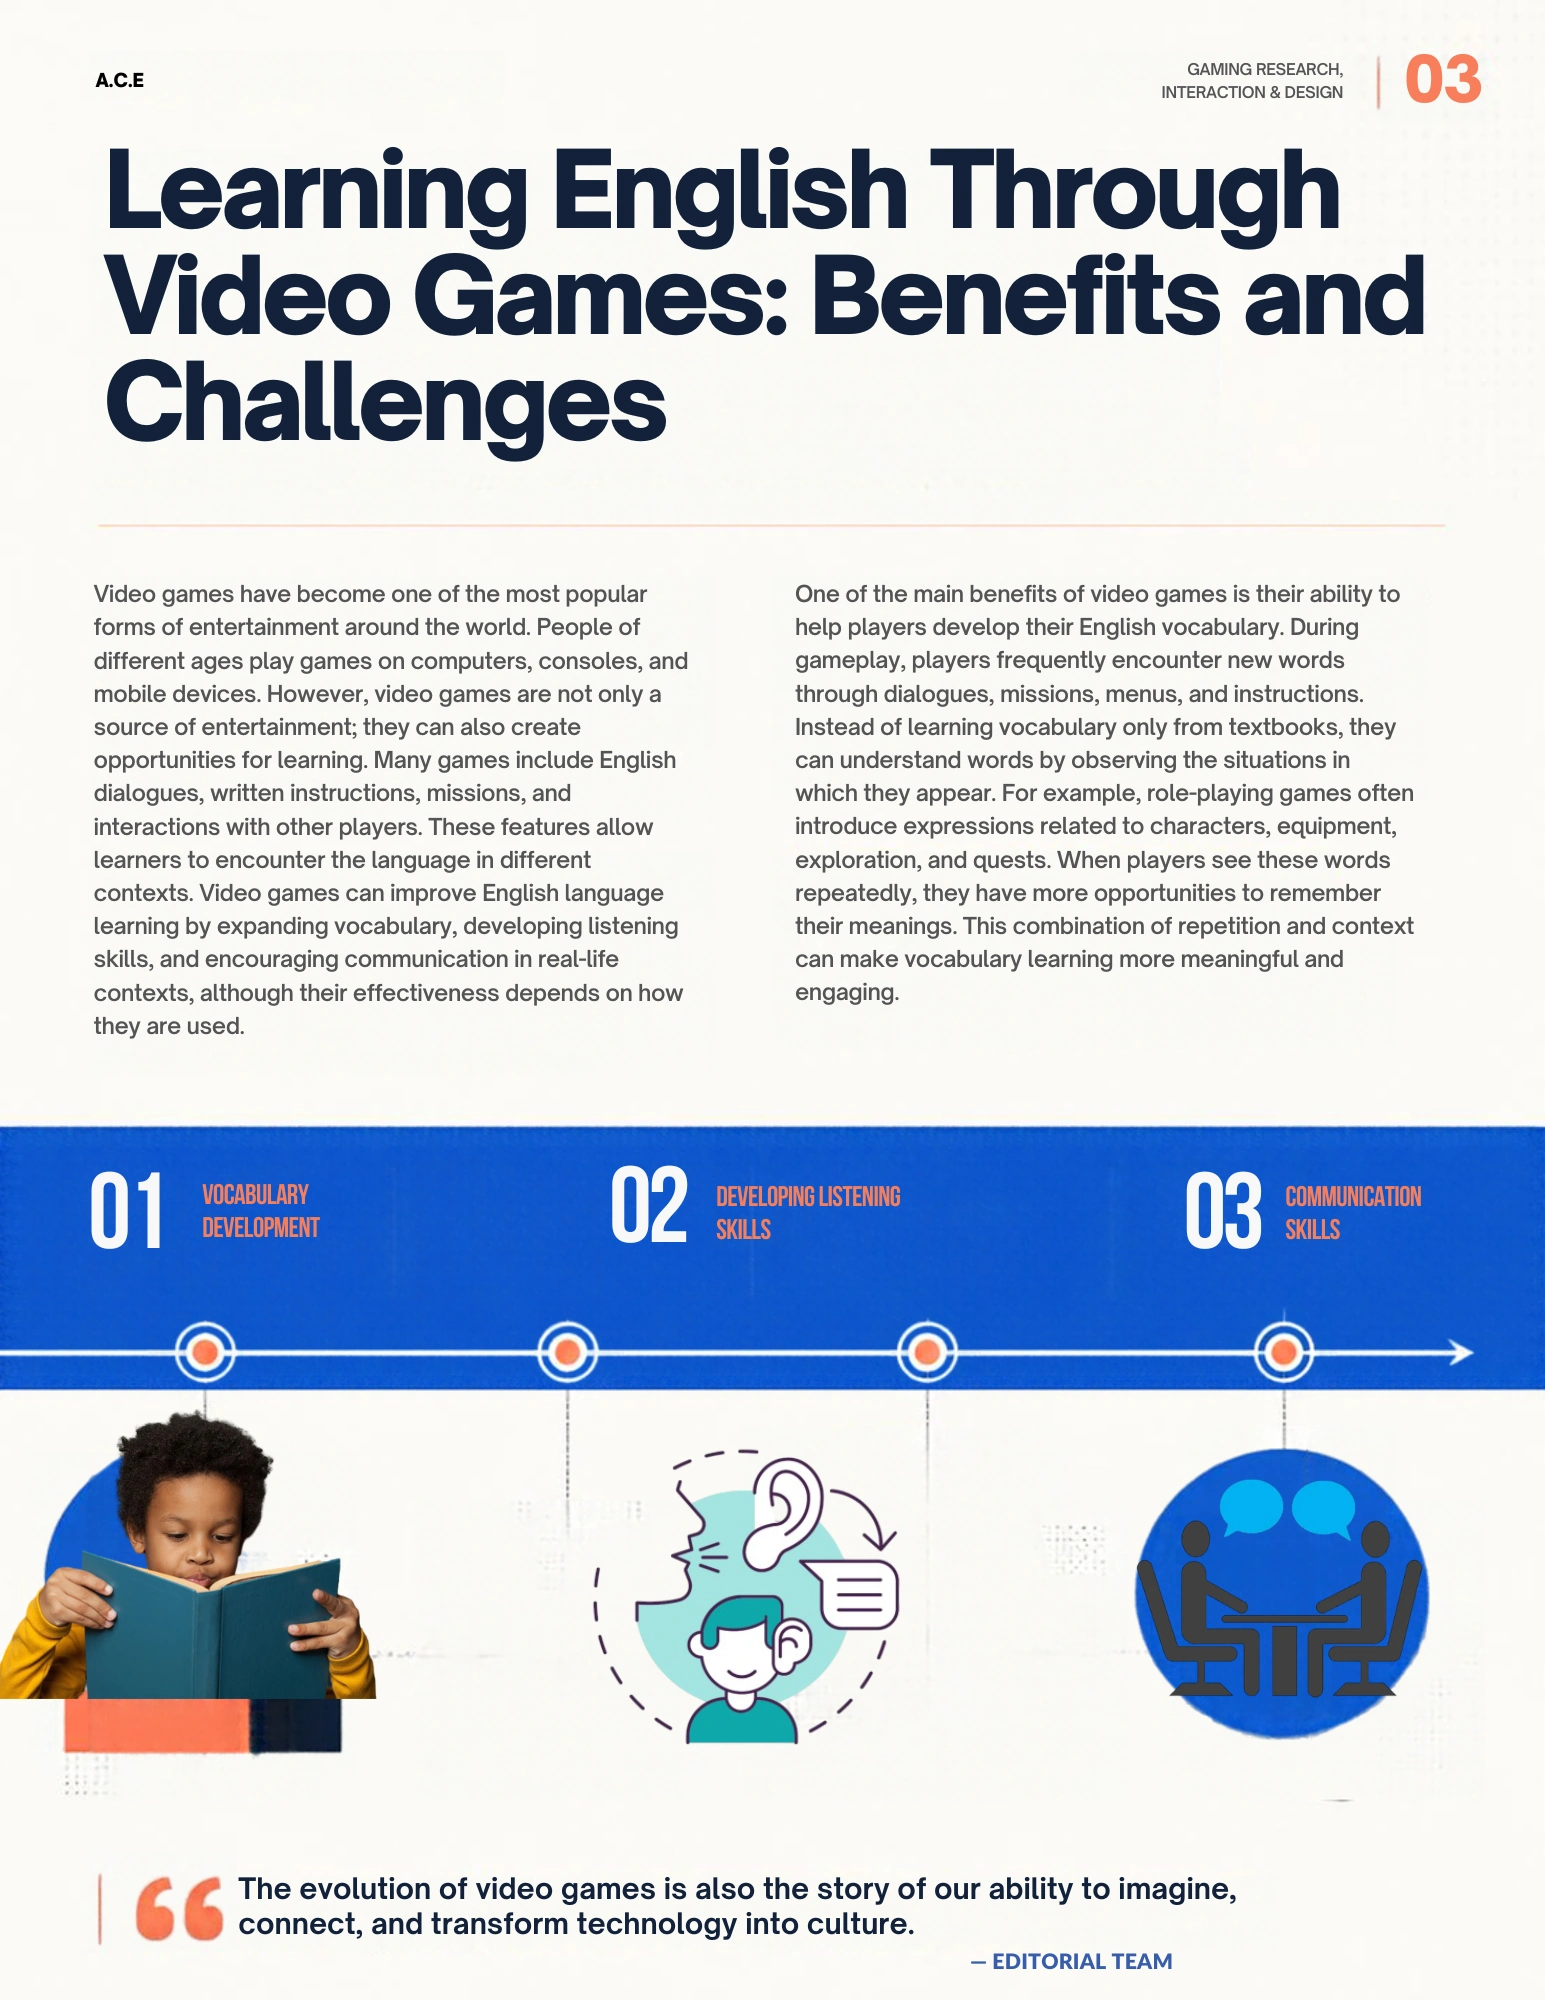 A.C.E
GAMING RESEARCH,
INTERACTION & DESIGN
03
Learning English Through
Video Games: Benefits and
Challenges
Video games have become one of the most popular
forms of entertainment around the world. People of
different ages play games on computers, consoles, and
mobile devices. However, video games are not only a
source of entertainment; they can also create
opportunities for learning. Many games include English
dialogues, written instructions, missions, and
interactions with other players. These features allow
learners to encounter the language in different
contexts. Video games can improve English language
learning by expanding vocabulary, developing listening
skills, and encouraging communication in real-life
contexts, although their effectiveness depends on how
they are used.
One of the main benefits of video games is their ability to
help players develop their English vocabulary. During
gameplay, players frequently encounter new words
through dialogues, missions, menus, and instructions.
Instead of learning vocabulary only from textbooks, they
can understand words by observing the situations in
which they appear. For example, role-playing games often
introduce expressions related to characters, equipment,
exploration, and quests. When players see these words
repeatedly, they have more opportunities to remember
their meanings. This combination of repetition and context
can make vocabulary learning more meaningful and
engaging.
01
VOCABULARY
DEVELOPMENT
02
DEVELOPING LISTENING
SKILLS
03
COMMUNICATION
SKILLS
“ The evolution of video games is also the story of our ability to imagine,
connect, and transform technology into culture.
— EDITORIAL TEAM